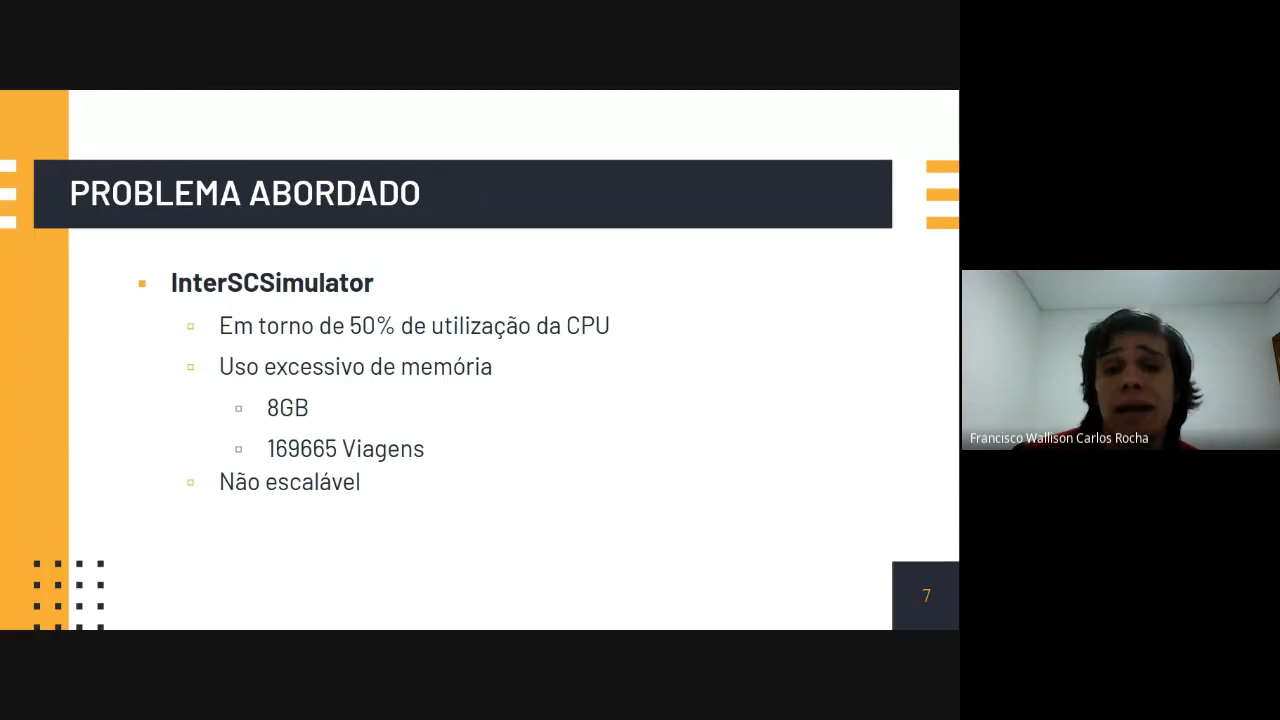 PROBLEMA ABORDADO
InterSCSimulator
Em torno de 50% de utilização da CPU
Uso excessivo de memória
8GB
169665 Viagens
Não escalável
7
Francisco Wallison Carlos Rocha